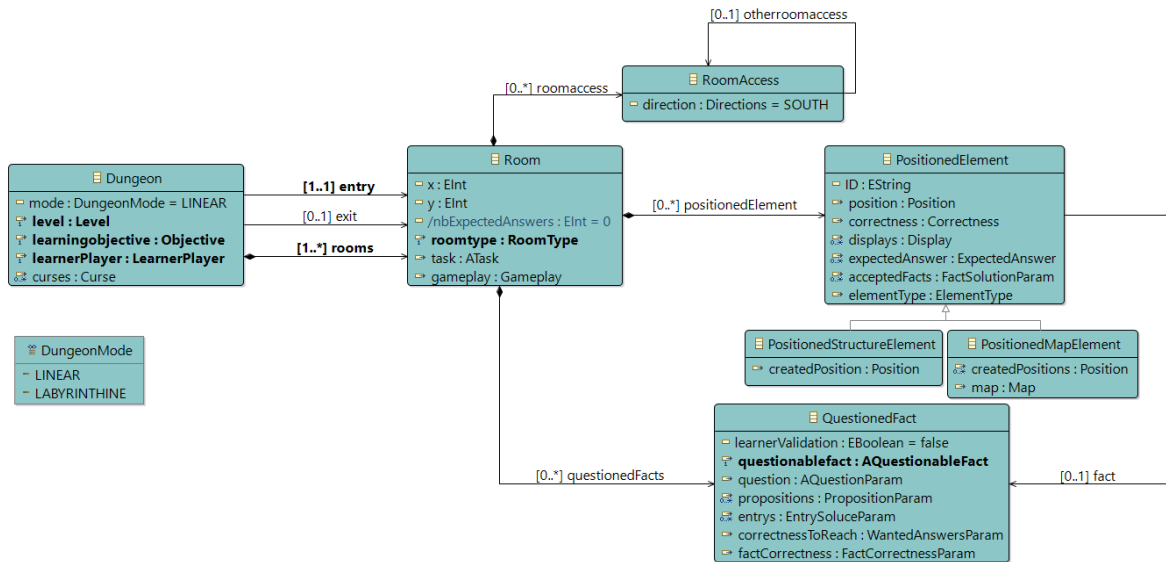 [0..1] otherroomaccess
RoomAccess
direction : Directions = SOUTH
[0..*] roomaccess
Dungeon
mode : DungeonMode = LINEAR
level : Level
learningobjective : Objective
learnerPlayer : LearnerPlayer
curses : Curse
[1..1] entry
[0..1] exit
[1..*] rooms
Room
x : EInt
y : EInt
/nbExpectedAnswers : EInt = 0
roomtype : RoomType
task : ATask
gameplay : Gameplay
[0..*] positionedElement
PositionedElement
ID : EString
position : Position
correctness : Correctness
displays : Display
expectedAnswer : ExpectedAnswer
acceptedFacts : FactSolutionParam
elementType : ElementType
DungeonMode
LINEAR
LABYRINTHINE
PositionedStructureElement
createdPosition : Position
PositionedMapElement
createdPositions : Position
map : Map
[0..*] questionedFacts
QuestionedFact
learnerValidation : EBoolean = false
questionablefact : AQuestionableFact
question : AQuestionParam
propositions : PropositionParam
entrys : EntrySoluceParam
correctnessToReach : WantedAnswersParam
factCorrectness : FactCorrectnessParam
[0..1] fact